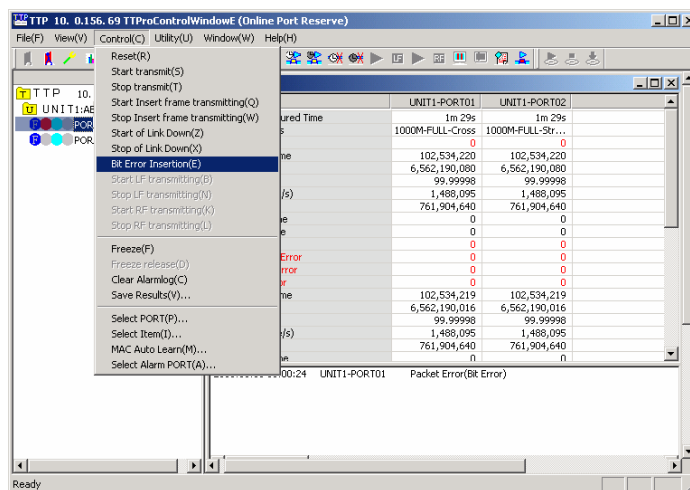 TTP 10. 0.156. 69 TTProControlWindowE (Online Port Reserve)
File(F) View(V) Control(C) Utility(U) Window(W) Help(H)
Reset(R)
Start transmit(S)
Stop transmit(T)
Start Insert frame transmitting(Q)
Stop Insert frame transmitting(W)
Start of Link Down(Z)
Stop of Link Down(X)
Bit Error Insertion(E)
Start LF transmitting(B)
Stop LF transmitting(N)
Start RF transmitting(K)
Stop RF transmitting(L)
Freeze(F)
Freeze release(D)
Clear Alarmlog(C)
Save Results(V)...
Select PORT(P)...
Select Item(I)...
MAC Auto Learn(M)...
Select Alarm PORT(A)...
TTP 10.
UNIT1:AE
POR
POR
UNIT1-PORT01 UNIT1-PORT02
ured Time 1m 29s 1m 29s
s 1000M-FULL-Cross 1000M-FULL-Str...
0 0
me 102,534,220 102,534,220
6,562,190,080 6,562,190,080
99.99998 99.99998
/s) 1,488,095 1,488,095
761,904,640 761,904,640
e 0 0
e 0 0
0 0
Error 0 0
rror 0 0
or 0 0
me 102,534,219 102,534,219
6,562,190,016 6,562,190,016
99.99998 99.99998
/s) 1,488,095 1,488,095
761,904,640 761,904,640
ne 0 0
00:24 UNIT1-PORT01 Packet Error(Bit Error)
Ready